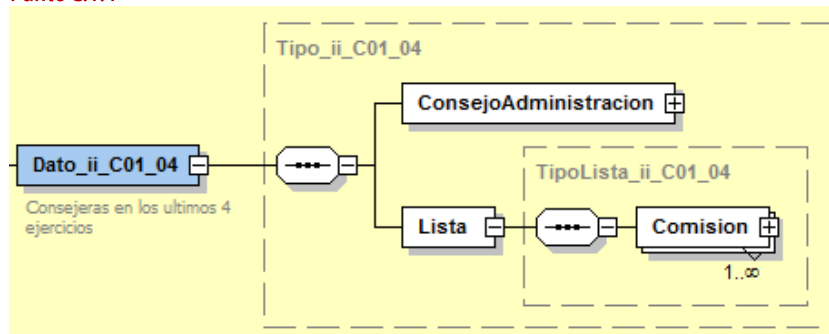 Tipo_ii_C01_04
ConsejoAdministracion
Dato_ii_C01_04
TipoLista_ii_C01_04
Consejeras en los ultimos 4
ejercicios
Lista
Comision
1..∞